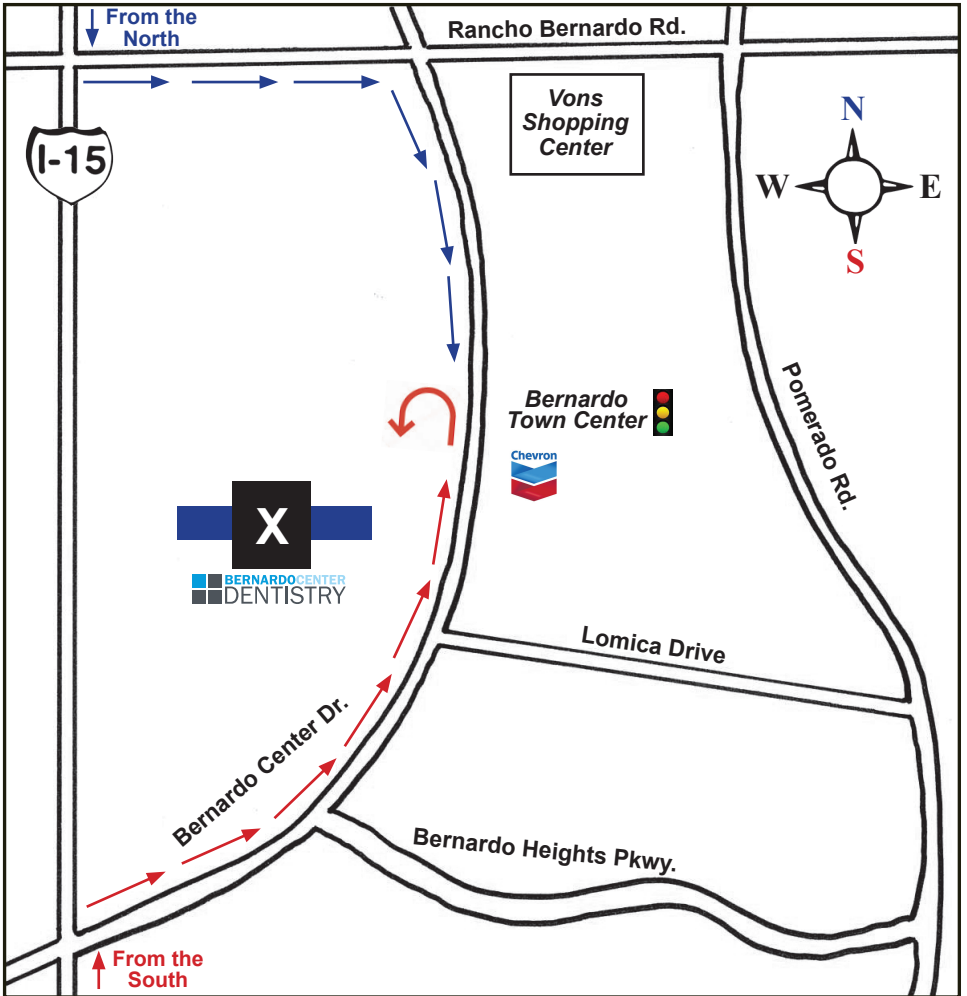 From the
North
Rancho Bernardo Rd.
Vons
Shopping
Center
I-15
N
W
E
S
Pomerado Rd.
Bernardo
Town Center
Chevron
X
BERNARDOCENTER
DENTISTRY
Lomica Drive
Bernardo Center Dr.
Bernardo Heights Pkwy.
From the
South